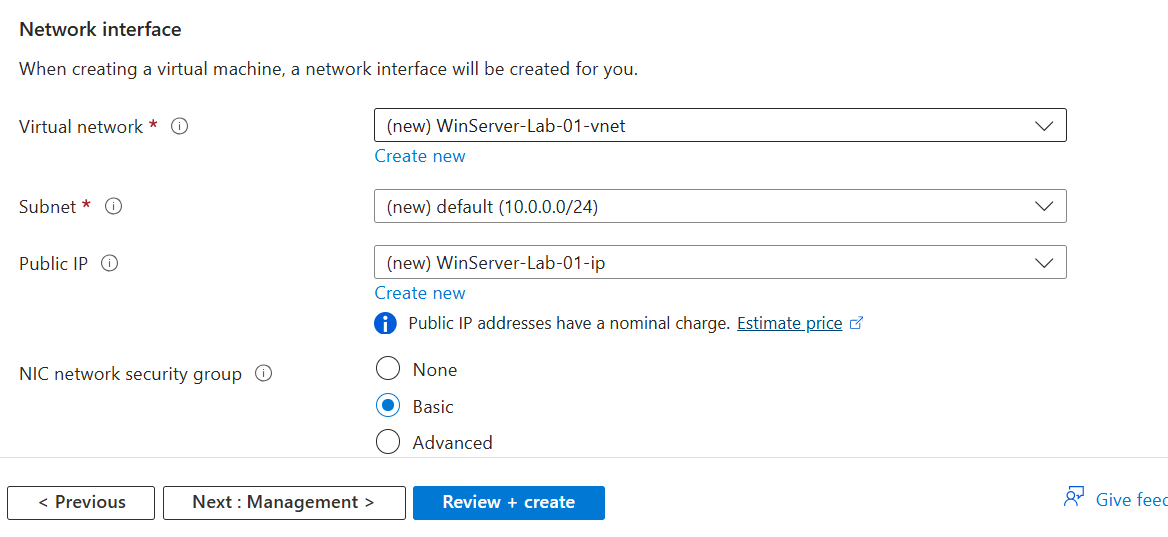 Network interface
When creating a virtual machine, a network interface will be created for you.
Virtual network *
(new) WinServer-Lab-01-vnet
Create new
Subnet *
(new) default (10.0.0.0/24)
Public IP
(new) WinServer-Lab-01-ip
Create new
Public IP addresses have a nominal charge. Estimate price
NIC network security group
None
Basic
Advanced
< Previous
Next : Management >
Review + create
Give